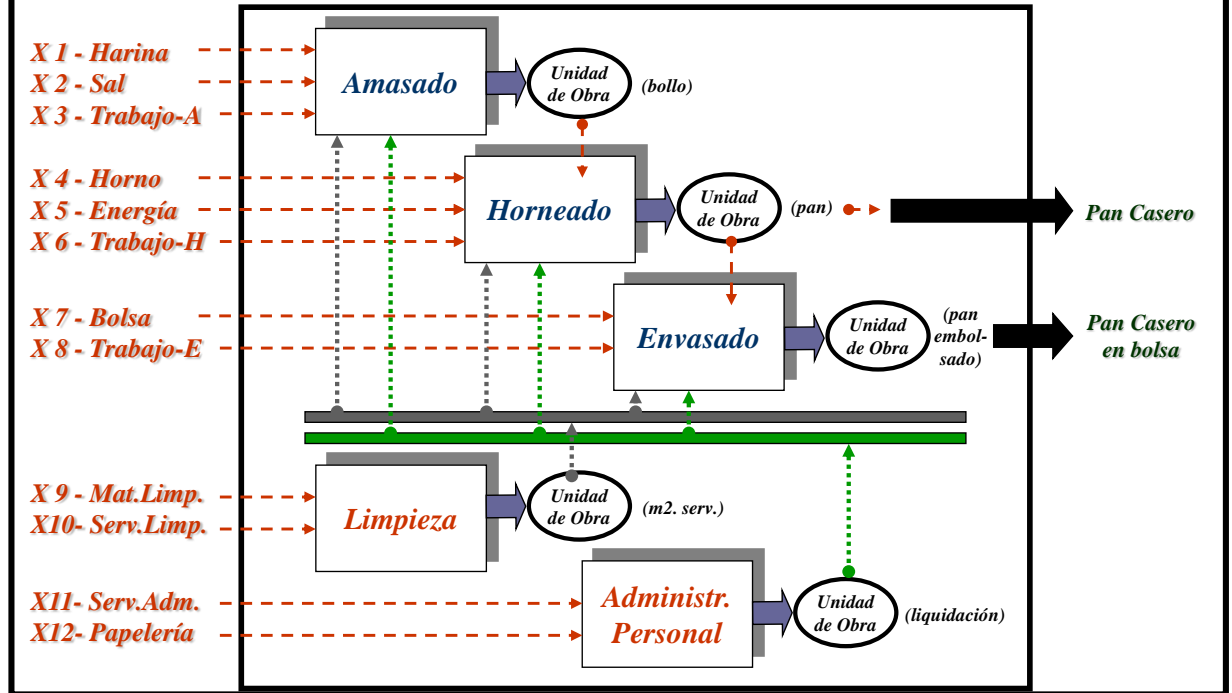 X 1 - Harina
X 2 - Sal
X 3 - Trabajo-A
Amasado
Unidad
de Obra
(bollo)
X 4 - Horno
X 5 - Energía
X 6 - Trabajo-H
Horneado
Unidad
de Obra
(pan)
Pan Casero
X 7 - Bolsa
X 8 - Trabajo-E
Envasado
Unidad
de Obra
(pan
embol-
sado)
Pan Casero
en bolsa
X 9 - Mat.Limp.
X10- Serv.Limp.
Limpieza
Unidad
de Obra
(m2. serv.)
X11- Serv.Adm.
X12- Papelería
Administr.
Personal
Unidad
de Obra
(liquidación)